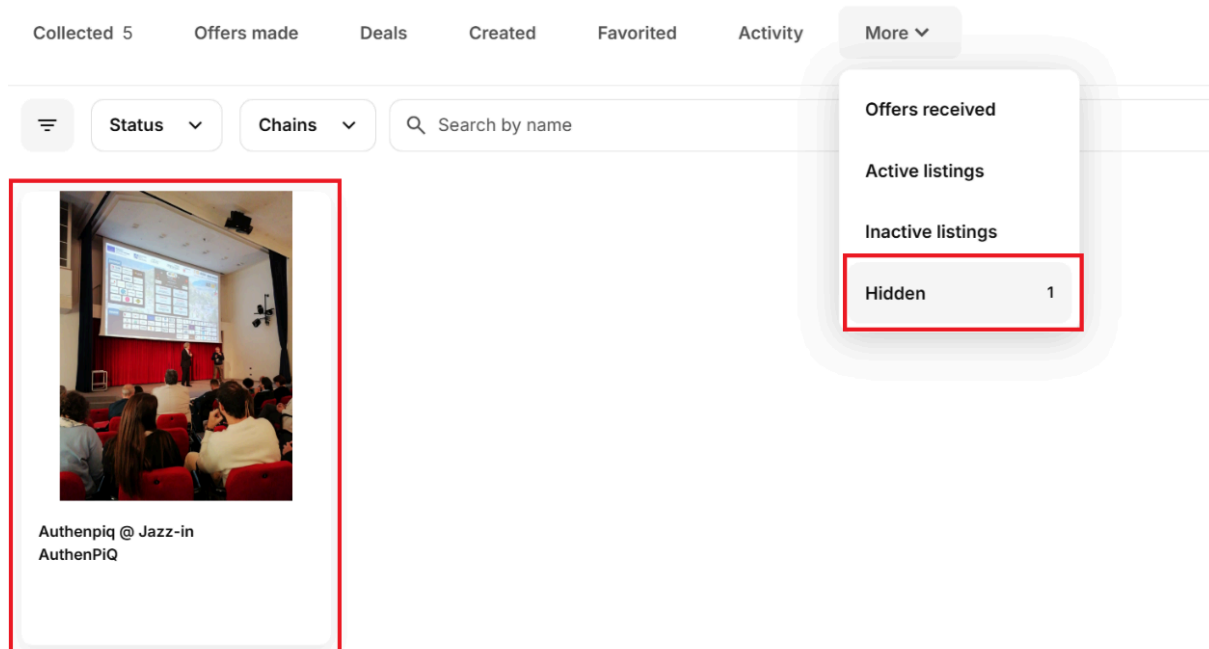 Collected 5 Offers made Deals Created Favorited Activity More
Status Chains Search by name
Offers received
Active listings
Inactive listings
Hidden 1
Authenpiq @ Jazz-in
AuthenPiQ